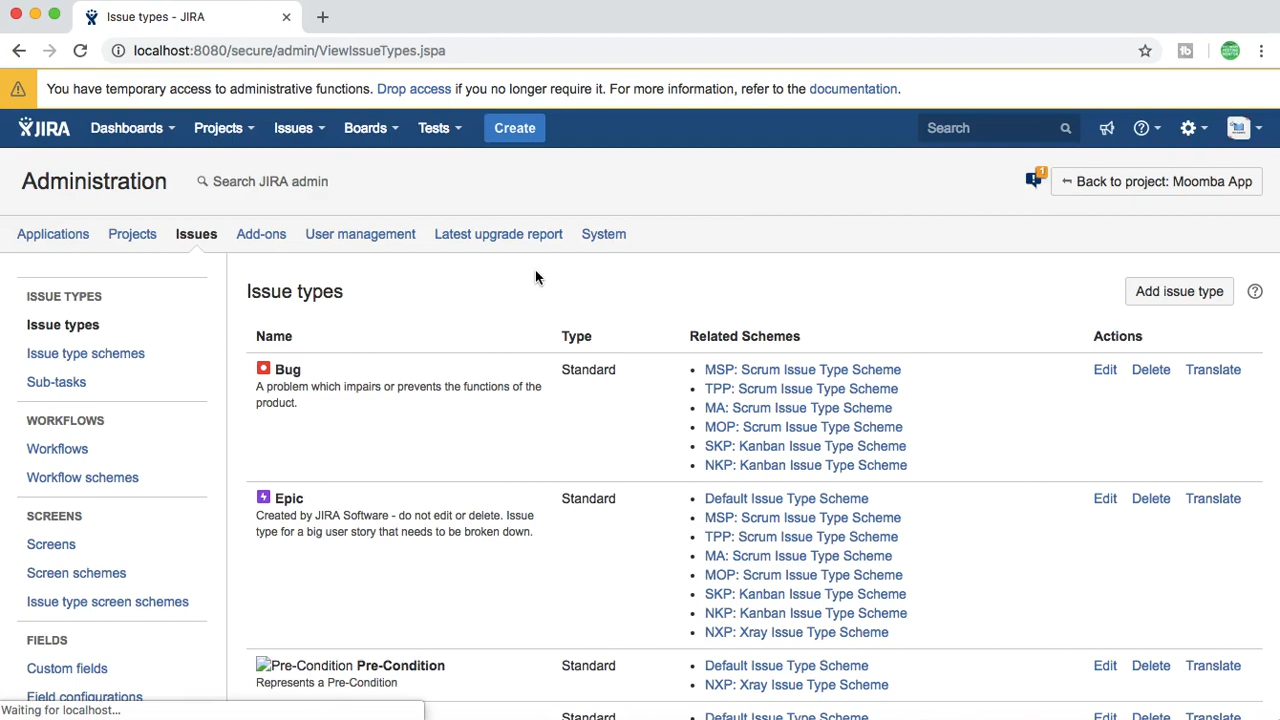 Issue types - JIRA
localhost:8080/secure/admin/ViewIssueTypes.jspa
You have temporary access to administrative functions. Drop access if you no longer require it. For more information, refer to the documentation.
JIRA Dashboards Projects Issues Boards Tests Create Search
Administration Search JIRA admin 1 Back to project: Moomba App
Applications Projects Issues Add-ons User management Latest upgrade report System
ISSUE TYPES
Issue types
Issue type schemes
Sub-tasks
WORKFLOWS
Workflows
Workflow schemes
SCREENS
Screens
Screen schemes
Issue type screen schemes
FIELDS
Custom fields
Field configurations
Issue types Add issue type
Name Type Related Schemes Actions
Bug Standard MSP: Scrum Issue Type Scheme Edit Delete Translate
A problem which impairs or prevents the functions of the
product.
TPP: Scrum Issue Type Scheme
MA: Scrum Issue Type Scheme
MOP: Scrum Issue Type Scheme
SKP: Kanban Issue Type Scheme
NKP: Kanban Issue Type Scheme
Epic Standard Default Issue Type Scheme Edit Delete Translate
Created by JIRA Software - do not edit or delete. Issue
type for a big user story that needs to be broken down.
MSP: Scrum Issue Type Scheme
TPP: Scrum Issue Type Scheme
MA: Scrum Issue Type Scheme
MOP: Scrum Issue Type Scheme
SKP: Kanban Issue Type Scheme
NKP: Kanban Issue Type Scheme
NXP: Xray Issue Type Scheme
Pre-Condition Pre-Condition Standard Default Issue Type Scheme Edit Delete Translate
Represents a Pre-Condition
NXP: Xray Issue Type Scheme
Standard Default Issue Type Scheme Edit Delete Translate
Waiting for localhost...